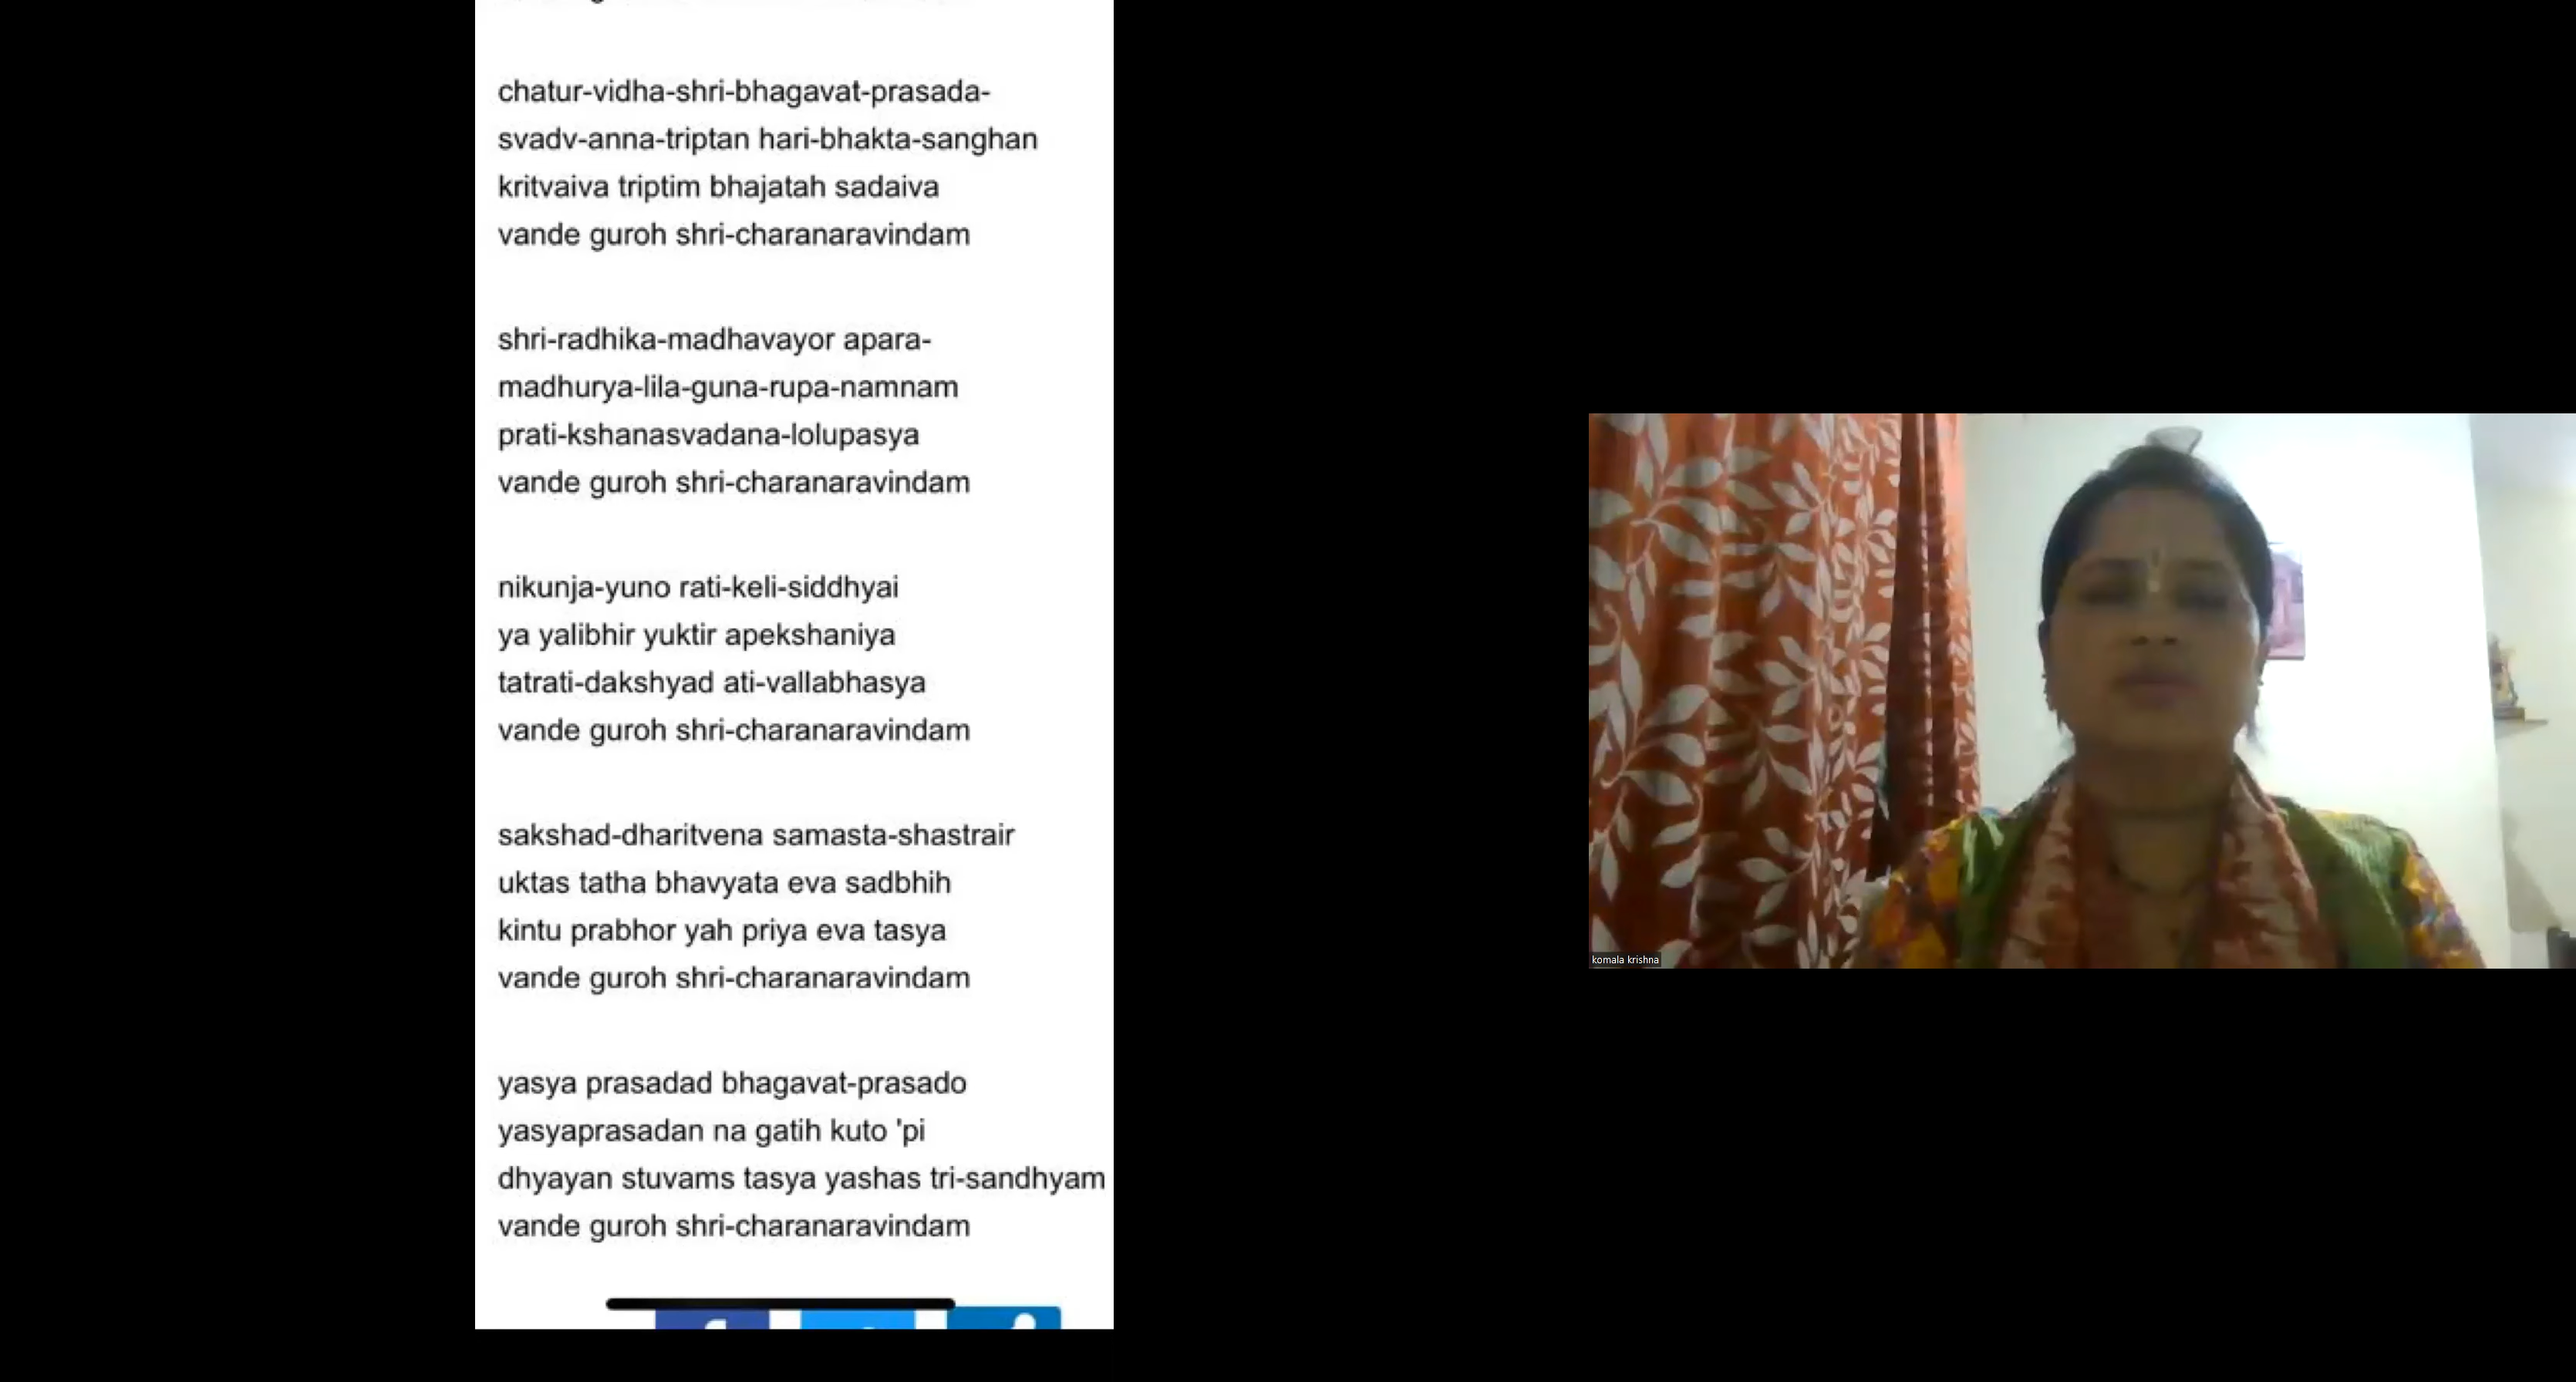 chatur-vidha-shri-bhagavat-prasada-
svadv-anna-triptan hari-bhakta-sanghan
kritvaiva triptim bhajatah sadaiva
vande guroh shri-charanaravindam
shri-radhika-madhavayor apara-
madhurya-lila-guna-rupa-namnam
prati-kshanasvadana-lolupasya
vande guroh shri-charanaravindam
nikunja-yuno rati-keli-siddhyai
ya yalibhir yuktir apekshaniya
tatrati-dakshyad ati-vallabhasya
vande guroh shri-charanaravindam
sakshad-dharitvena samasta-shastrair
uktas tatha bhavyata eva sadbhih
kintu prabhor yah priya eva tasya
vande guroh shri-charanaravindam
yasya prasadad bhagavat-prasado
yasyaprasadan na gatih kuto 'pi
dhyayan stuvams tasya yashas tri-sandhyam
vande guroh shri-charanaravindam
komala krishna